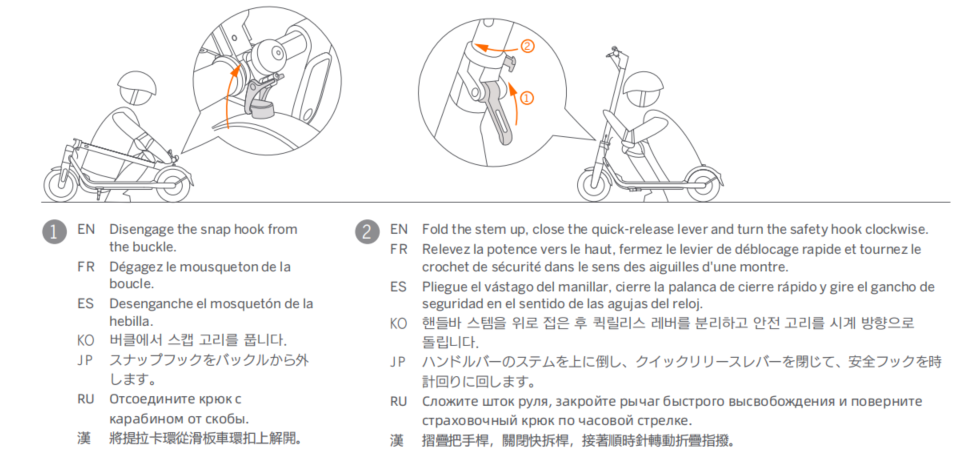 ②
①
1
EN Disengage the snap hook from
the buckle.
FR Dégagez le mousqueton de la
boucle.
ES Desenganche el mosquetón de la
hebilla.
KO 버클에서 스캡 고리를 풉니다.
JP スナップフックをバックルから外
します。
RU Отсоедините крюк с
карабином от скобы.
漢 將提拉卡環從滑板車環扣上解開。
2
EN Fold the stem up, close the quick-release lever and turn the safety hook clockwise.
FR Relevez la potence vers le haut, fermez le levier de déblocage rapide et tournez le
crochet de sécurité dans le sens des aiguilles d'une montre.
ES Pliegue el vástago del manillar, cierre la palanca de cierre rápido y gire el gancho de
seguridad en el sentido de las agujas del reloj.
KO 핸들바 스템을 위로 접은 후 퀵릴리스 레버를 분리하고 안전 고리를 시계 방향으로
돌립니다.
JP ハンドルバーのステムを上に倒し、クイックリリースレバーを閉じて、安全フックを時
計回りに回します。
RU Сложите шток руля, закройте рычаг быстрого высвобождения и поверните
страховочный крюк по часовой стрелке.
漢 摺疊把手桿，關閉快拆桿，接著順時針轉動折疊指撥。